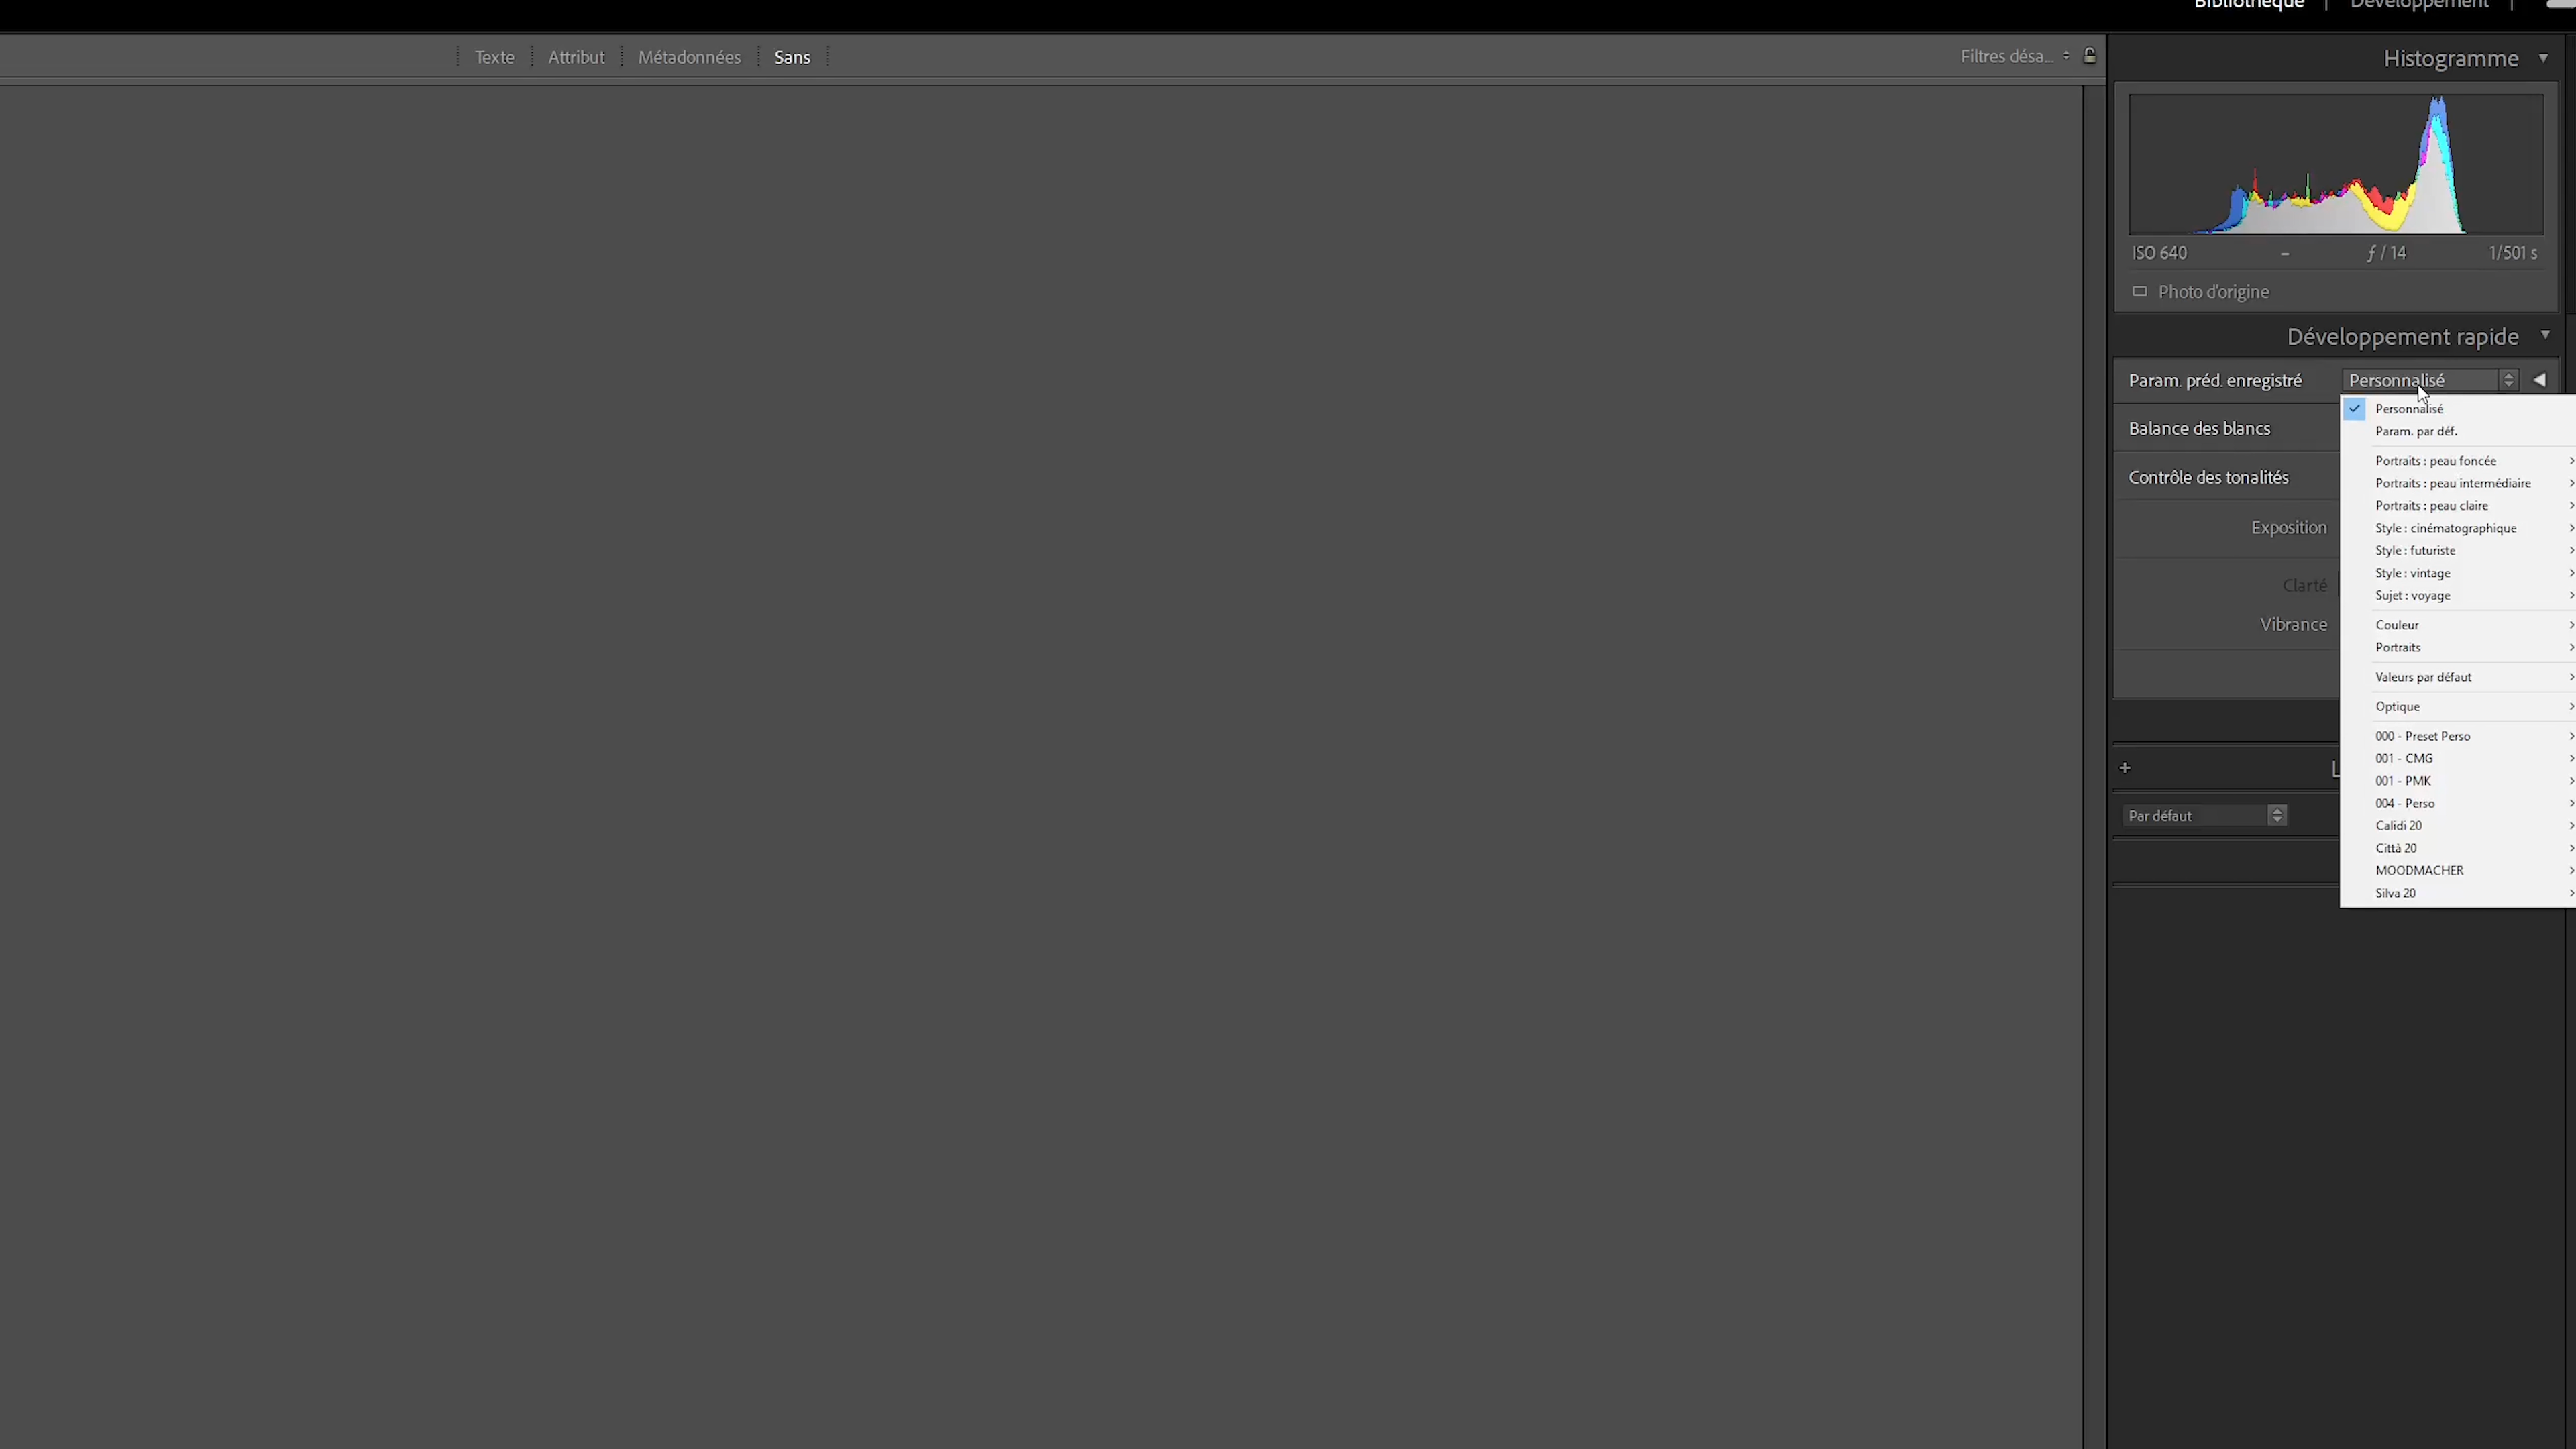 Bibliothèque | Développement |
Texte Attribut Métadonnées Sans
Filtres désa...
Histogramme
ISO 640 – ƒ / 14 1/501 s
Photo d'origine
Développement rapide
Param. préd. enregistré Personnalisé
Balance des blancs
Contrôle des tonalités
Exposition
Clarté
Vibrance
Par défaut
Personnalisé
Param. par déf.
Portraits : peau foncée
Portraits : peau intermédiaire
Portraits : peau claire
Style : cinématographique
Style : futuriste
Style : vintage
Sujet : voyage
Couleur
Portraits
Valeurs par défaut
Optique
000 - Preset Perso
001 - CMG
001 - PMK
004 - Perso
Calidi 20
Città 20
MOODMACHER
Silva 20